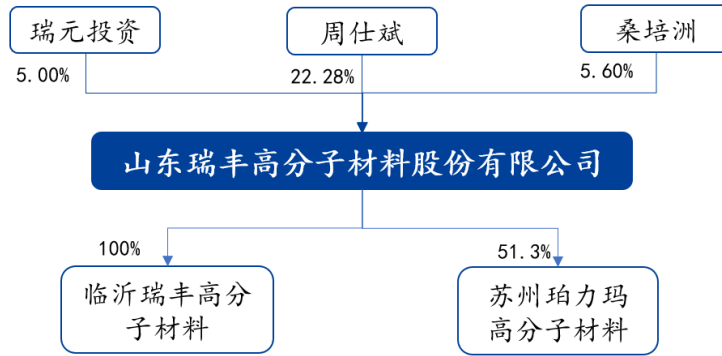 瑞元投资
周仕斌
桑培洲
5.00%
22.28%
5.60%
山东瑞丰高分子材料股份有限公司
100%
51.3%
临沂瑞丰高分
子材料
苏州珀力玛
高分子材料